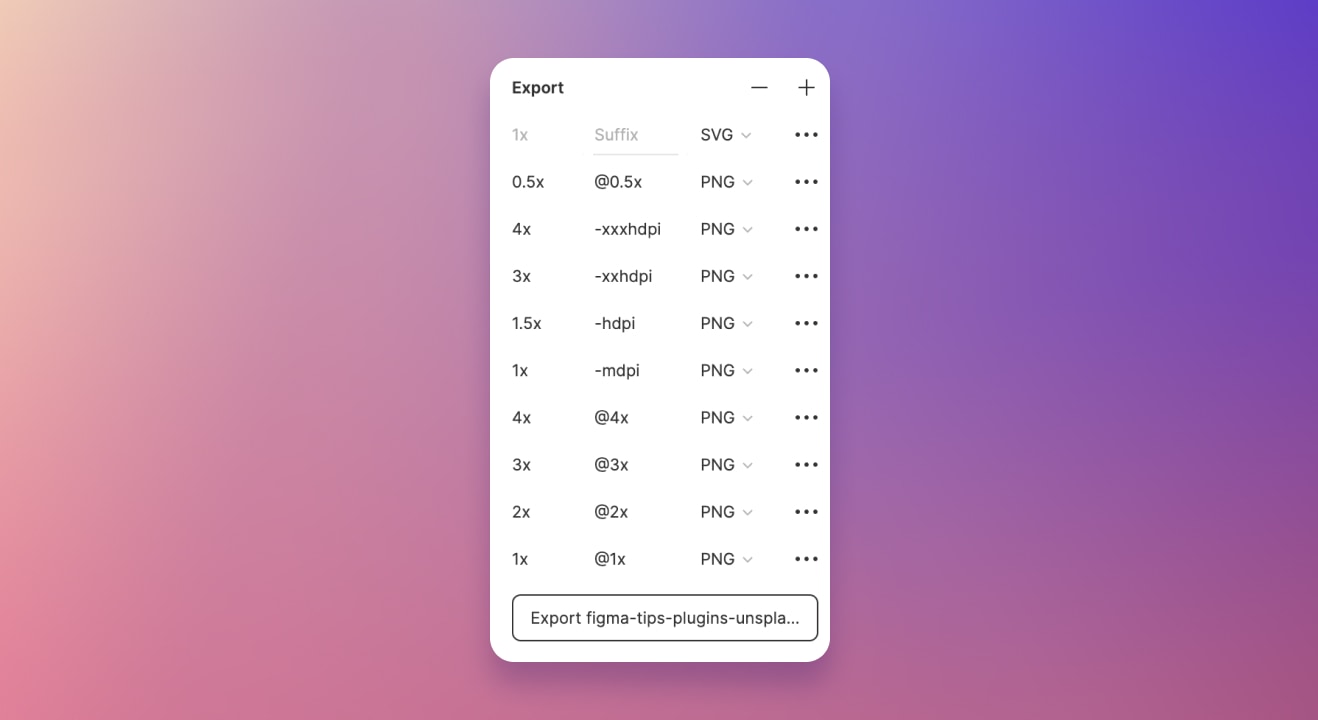 Export
1x Suffix SVG
0.5x @0.5x PNG
4x -xxxhdpi PNG
3x -xxhdpi PNG
1.5x -hdpi PNG
1x -mdpi PNG
4x @4x PNG
3x @3x PNG
2x @2x PNG
1x @1x PNG
Export figma-tips-plugins-unspla...